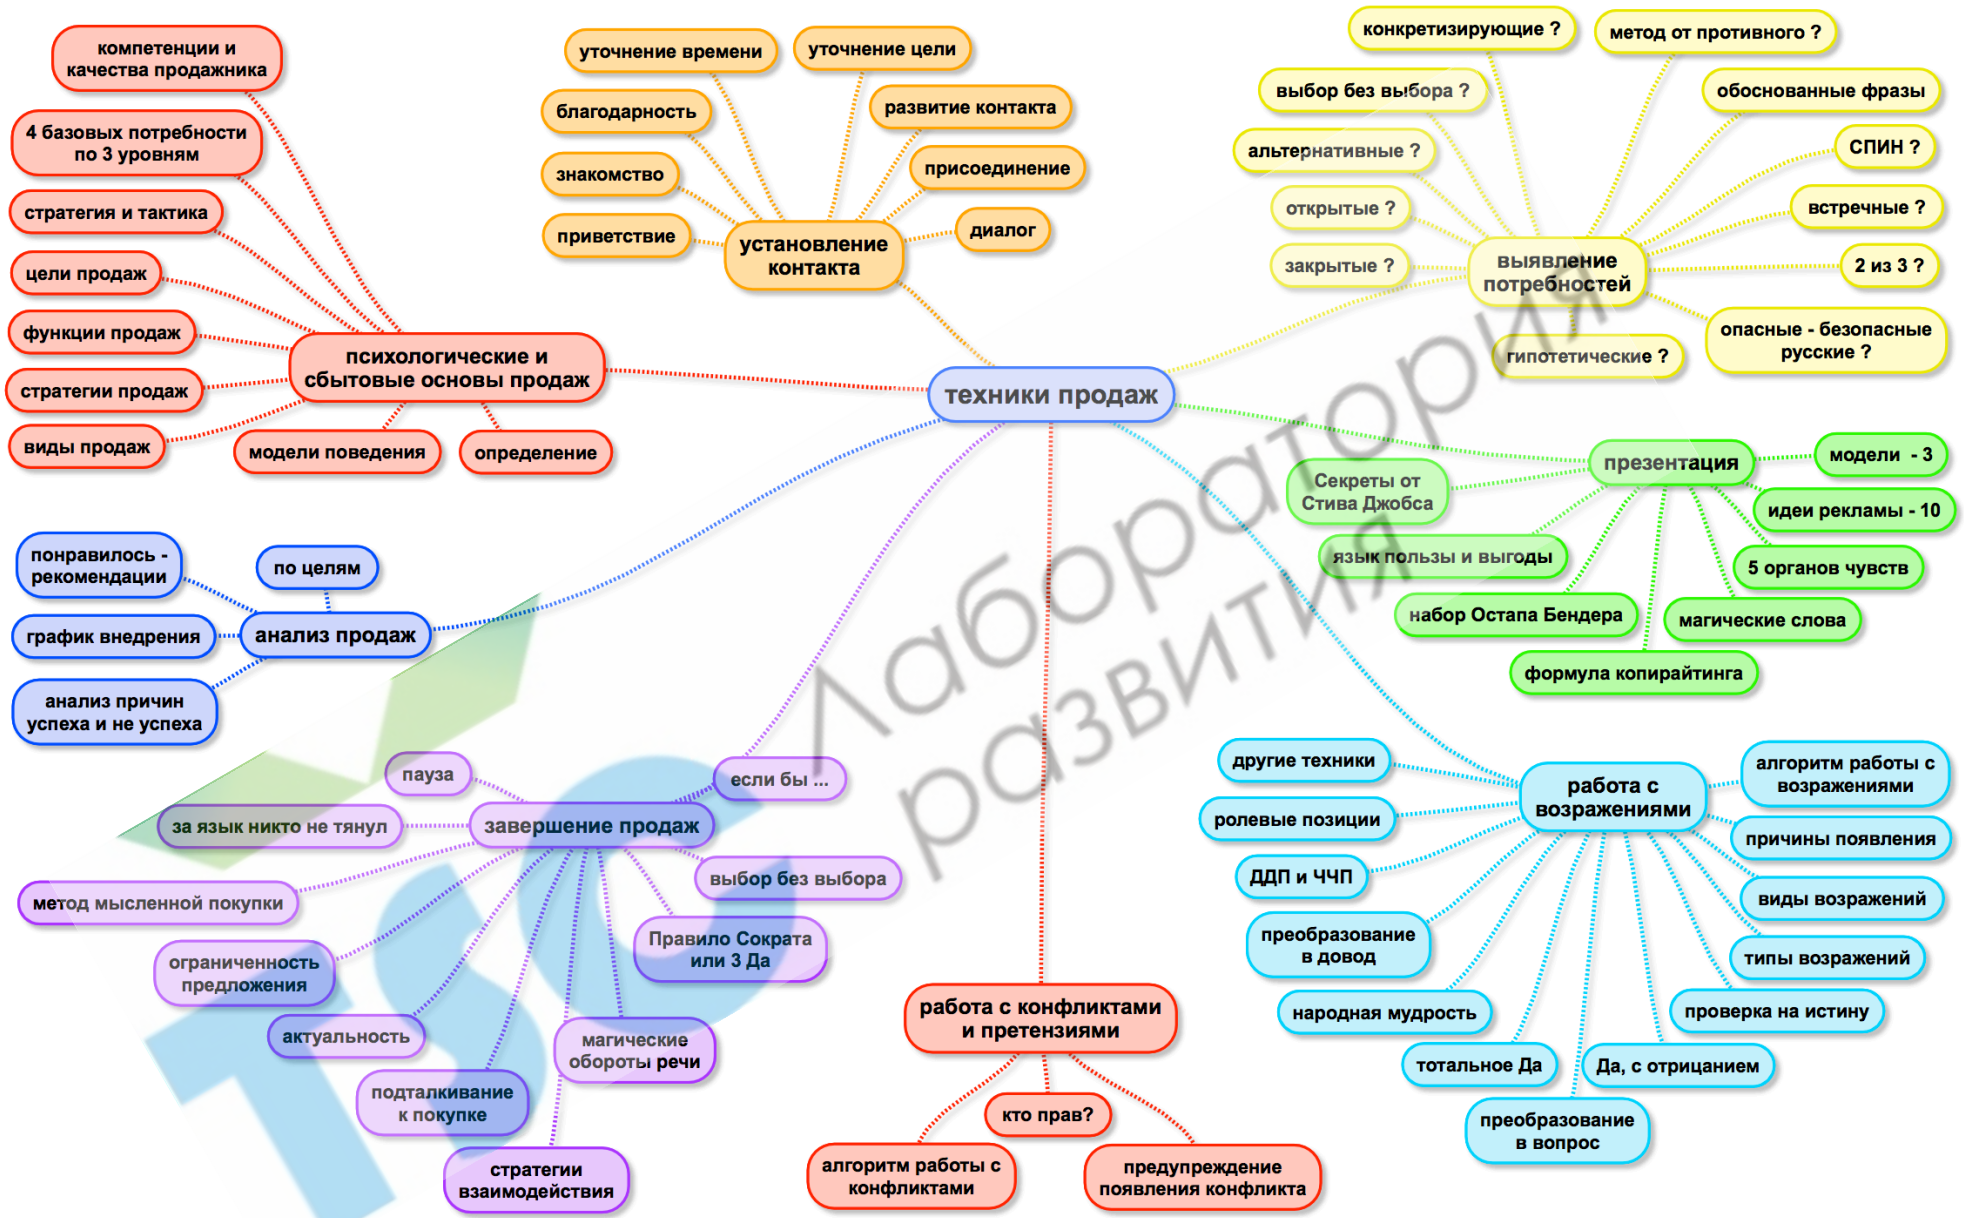 техники продаж
психологические и
сбытовые основы продаж
компетенции и
качества продажника
4 базовых потребности
по 3 уровням
стратегия и тактика
цели продаж
функции продаж
стратегии продаж
виды продаж
модели поведения
определение
установление
контакта
уточнение времени
уточнение цели
благодарность
развитие контакта
знакомство
присоединение
приветствие
диалог
выявление
потребностей
конкретизирующие ?
метод от противного ?
выбор без выбора ?
обоснованные фразы
альтернативные ?
СПИН ?
открытые ?
встречные ?
закрытые ?
2 из 3 ?
гипотетические ?
опасные - безопасные
русские ?
презентация
модели - 3
Секреты от
Стива Джобса
идеи рекламы - 10
язык пользы и выгоды
5 органов чувств
набор Остапа Бендера
магические слова
формула копирайтинга
анализ продаж
понравилось -
рекомендации
по целям
график внедрения
анализ причин
успеха и не успеха
завершение продаж
пауза
если бы ...
за язык никто не тянул
выбор без выбора
метод мысленной покупки
Правило Сократа
или 3 Да
ограниченность
предложения
актуальность
магические
обороты речи
подталкивание
к покупке
стратегии
взаимодействия
работа с конфликтами
и претензиями
кто прав?
алгоритм работы с
конфликтами
предупреждение
появления конфликта
работа с
возражениями
другие техники
алгоритм работы с
возражениями
ролевые позиции
причины появления
ДДП и ЧЧП
виды возражений
преобразование
в довод
типы возражений
народная мудрость
проверка на истину
тотальное Да
Да, с отрицанием
преобразование
в вопрос
TSC
Лаборатория
развития